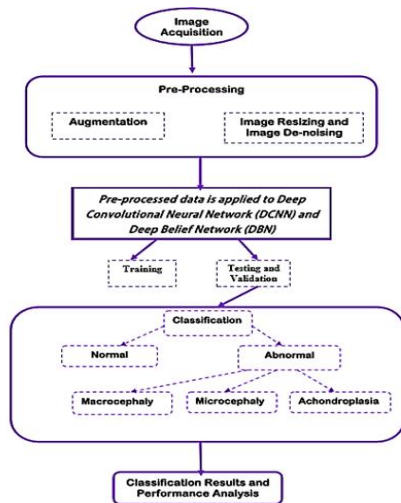 Image
Acquisition
Pre-Processing
Augmentation
Image Resizing and
Image De-noising
Pre-processed data is applied to Deep
Convolutional Neural Network (DCNN) and
Deep Belief Network (DBN)
Training
Testing and
Validation
Classification
Normal
Abnormal
Macrocephaly
Microcephaly
Achondroplasia
Classification Results and
Performance Analysis